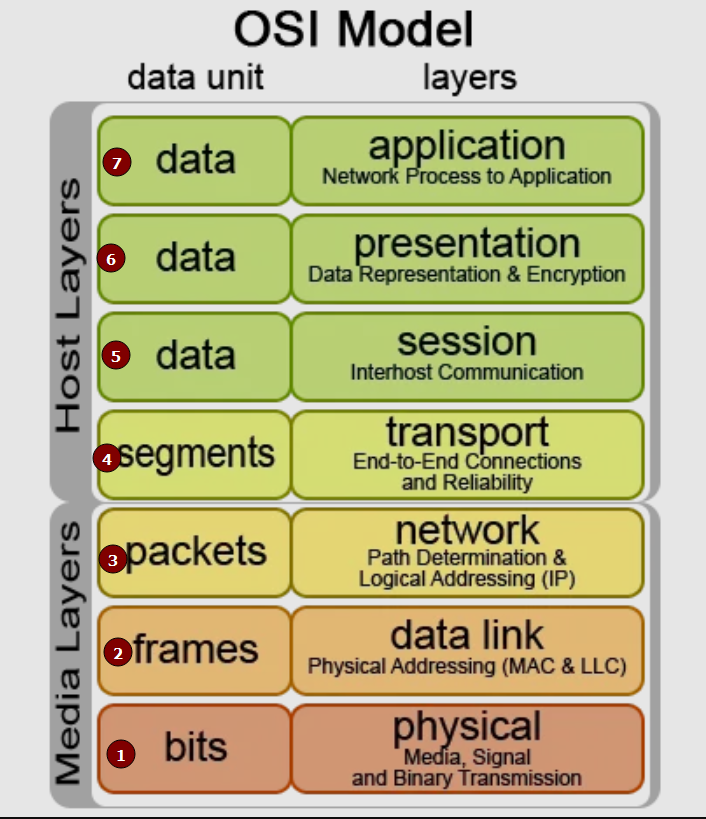 OSI Model
data unit layers
Host Layers
7 data application
Network Process to Application
6 data presentation
Data Representation & Encryption
5 data session
Interhost Communication
4 segments transport
End-to-End Connections
and Reliability
Media Layers
3 packets network
Path Determination &
Logical Addressing (IP)
2 frames data link
Physical Addressing (MAC & LLC)
1 bits physical
Media, Signal
and Binary Transmission